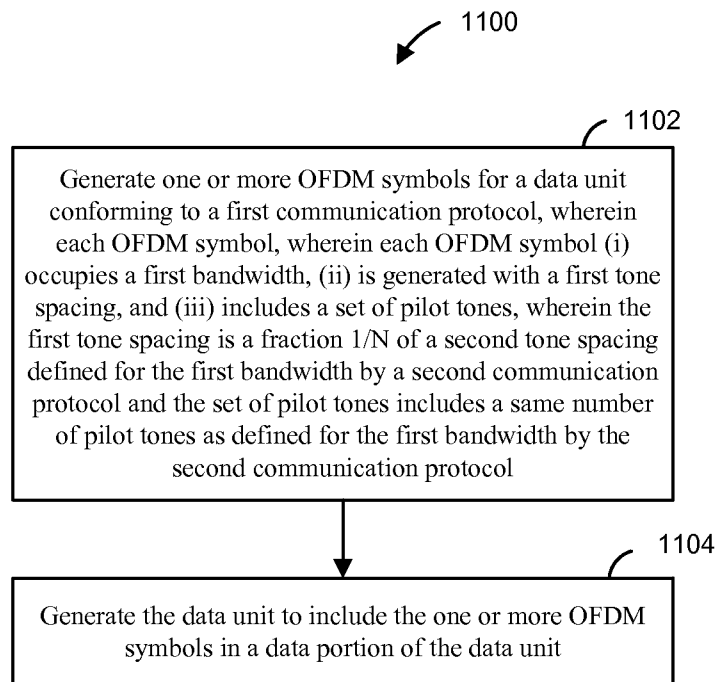 1100
1102
Generate one or more OFDM symbols for a data unit
conforming to a first communication protocol, wherein
each OFDM symbol, wherein each OFDM symbol (i)
occupies a first bandwidth, (ii) is generated with a first tone
spacing, and (iii) includes a set of pilot tones, wherein the
first tone spacing is a fraction 1/N of a second tone spacing
defined for the first bandwidth by a second communication
protocol and the set of pilot tones includes a same number
of pilot tones as defined for the first bandwidth by the
second communication protocol
1104
Generate the data unit to include the one or more OFDM
symbols in a data portion of the data unit